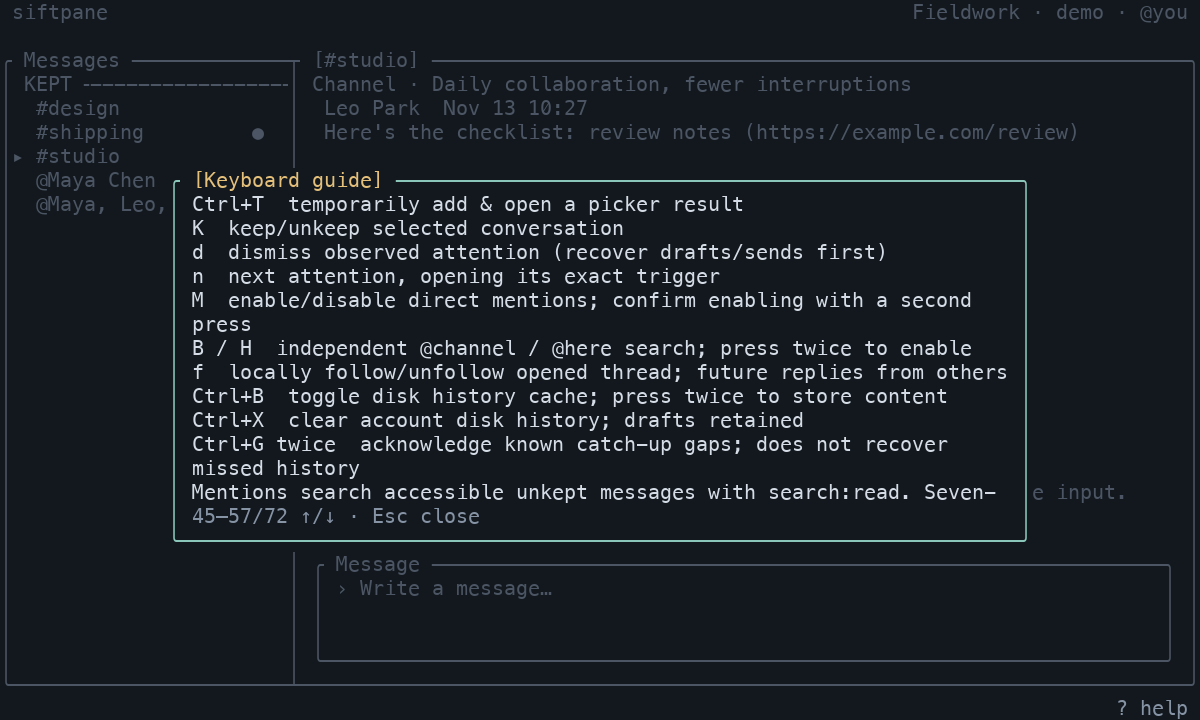 siftpane
Fieldwork · demo · @you
Messages
[#studio]
KEPT
Channel · Daily collaboration, fewer interruptions
#design
Leo Park  Nov 13 10:27
#shipping ●
Here's the checklist: review notes (https://example.com/review)
▸ #studio
@Maya Chen
@Maya, Leo,
[Keyboard guide]
Ctrl+T  temporarily add & open a picker result
K  keep/unkeep selected conversation
d  dismiss observed attention (recover drafts/sends first)
n  next attention, opening its exact trigger
M  enable/disable direct mentions; confirm enabling with a second
press
B / H  independent @channel / @here search; press twice to enable
f  locally follow/unfollow opened thread; future replies from others
Ctrl+B  toggle disk history cache; press twice to store content
Ctrl+X  clear account disk history; drafts retained
Ctrl+G twice  acknowledge known catch-up gaps; does not recover
missed history
Mentions search accessible unkept messages with search:read. Seven-
e input.
45–57/72 ↑/↓ · Esc close
Message
› Write a message…
? help